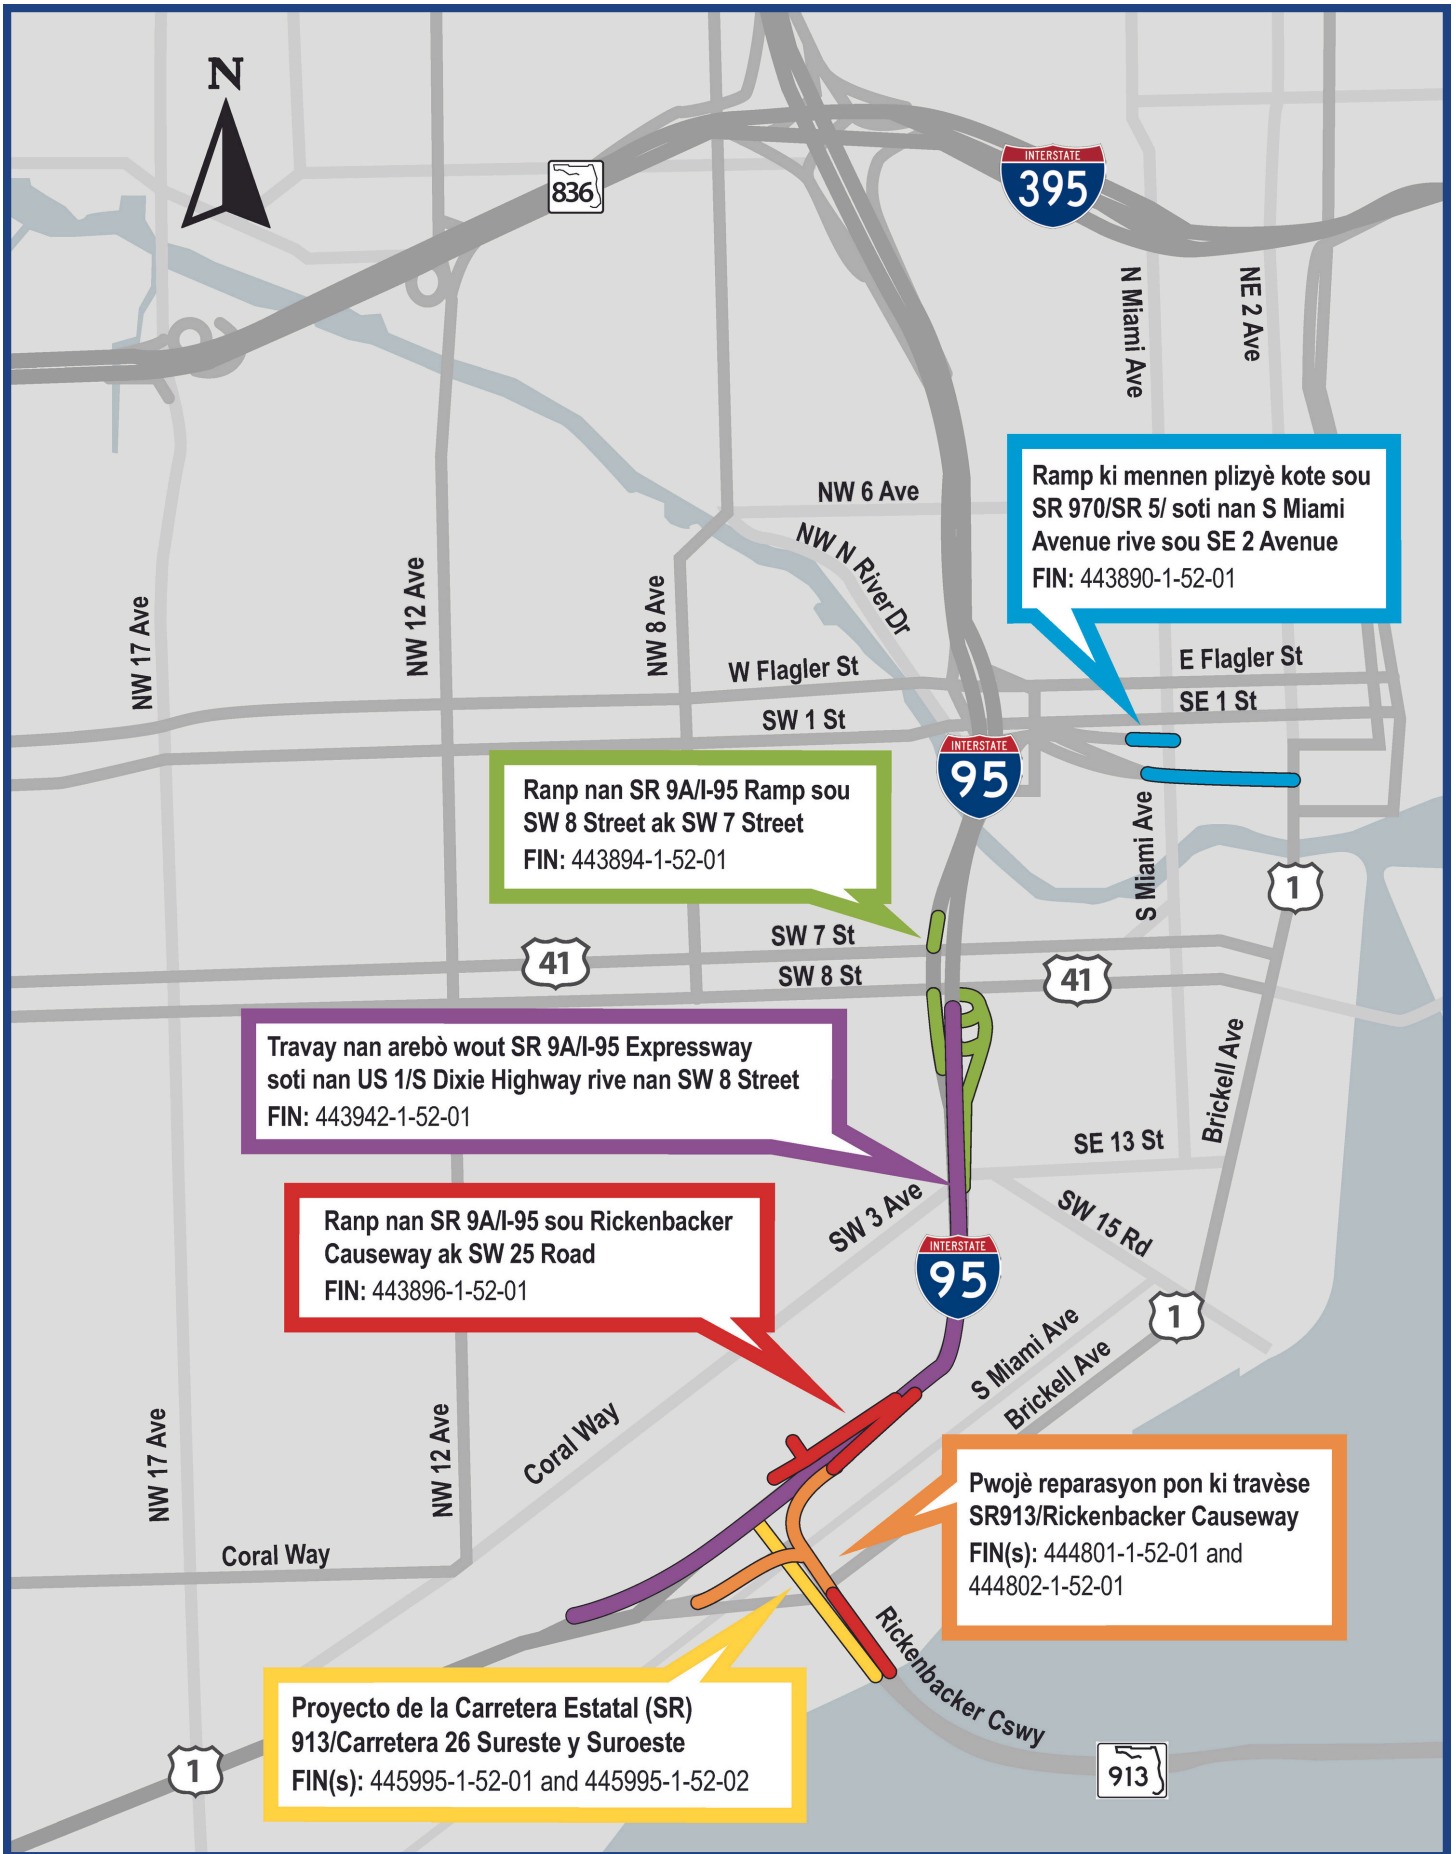 N
836
INTERSTATE
395
N Miami Ave
NE 2 Ave
Ramp ki mennen plizyè kote sou
SR 970/SR 5/ soti nan S Miami
Avenue rive sou SE 2 Avenue
FIN: 443890-1-52-01
NW 6 Ave
NW N River Dr
NW 17 Ave
NW 12 Ave
NW 8 Ave
W Flagler St
E Flagler St
SW 1 St
SE 1 St
INTERSTATE
95
Ranp nan SR 9A/I-95 Ramp sou
SW 8 Street ak SW 7 Street
FIN: 443894-1-52-01
S Miami Ave
1
SW 7 St
41
SW 8 St
41
Travay nan arebò wout SR 9A/I-95 Expressway
soti nan US 1/S Dixie Highway rive nan SW 8 Street
FIN: 443942-1-52-01
Brickell Ave
SE 13 St
SW 3 Ave
SW 15 Rd
Ranp nan SR 9A/I-95 sou Rickenbacker
Causeway ak SW 25 Road
FIN: 443896-1-52-01
INTERSTATE
95
1
S Miami Ave
Brickell Ave
Coral Way
NW 17 Ave
NW 12 Ave
Pwojè reparasyon pon ki travèse
SR913/Rickenbacker Causeway
FIN(s): 444801-1-52-01 and
444802-1-52-01
Coral Way
Rickenbacker Cswy
Proyecto de la Carretera Estatal (SR)
913/Carretera 26 Sureste y Suroeste
FIN(s): 445995-1-52-01 and 445995-1-52-02
1
913